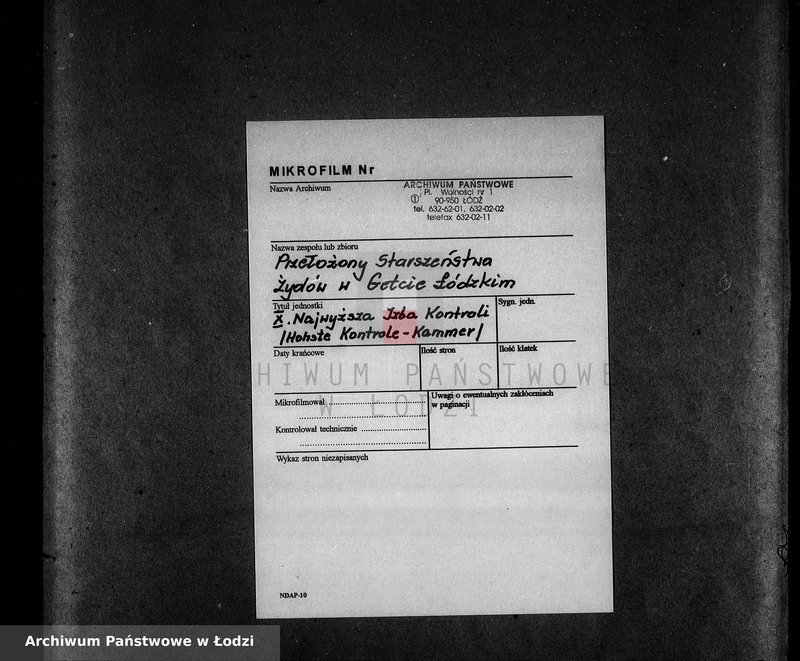 MIKROFILM Nr
Nazwa Archiwum
ARCHIWUM PAŃSTWOWE
Pl. Wolności nr 1
① 90-950 ŁÓDŹ
tel. 632-62-01, 632-02-02
telefax 632-02-11
Nazwa zespołu lub zbioru
Przełożony Starszeństwa
Żydów w Getcie Łódzkim
Tytuł jednostki
X. Najwyższa Izba Kontroli
/Hohste Kontrole-Kammer/
Sygn. jedn.
Daty krańcowe
Ilość stron
Ilość klatek
Mikrofilmował
Kontrolował technicznie
Uwagi o ewentualnych zakłóceniach
w paginacji
Wykaz stron niezapisanych
HIWUM PAŃSTWOWE
W ŁODZI
NDAP-10
Archiwum Państwowe w Łodzi